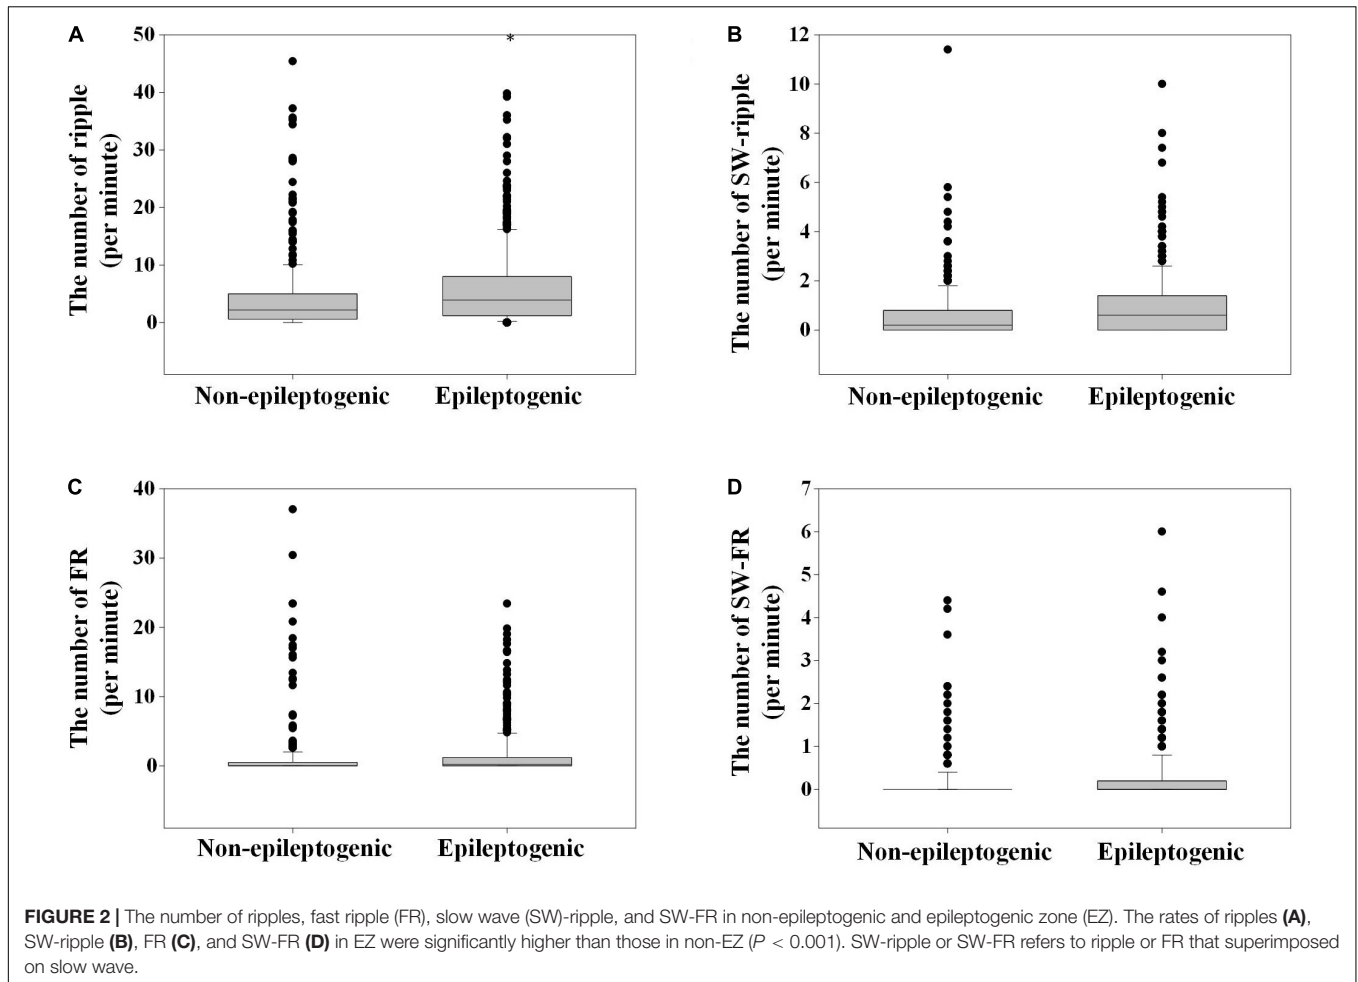 A
The number of ripple
(per minute)
50
40
30
20
10
0
*
Non-epileptogenic
Epileptogenic
B
The number of SW-ripple
(per minute)
12
10
8
6
4
2
0
Non-epileptogenic
Epileptogenic
C
The number of FR
(per minute)
40
30
20
10
0
Non-epileptogenic
Epileptogenic
D
The number of SW-FR
(per minute)
7
6
5
4
3
2
1
0
Non-epileptogenic
Epileptogenic
FIGURE 2 | The number of ripples, fast ripple (FR), slow wave (SW)-ripple, and SW-FR in non-epileptogenic and epileptogenic zone (EZ). The rates of ripples (A),
SW-ripple (B), FR (C), and SW-FR (D) in EZ were significantly higher than those in non-EZ (P < 0.001). SW-ripple or SW-FR refers to ripple or FR that superimposed
on slow wave.